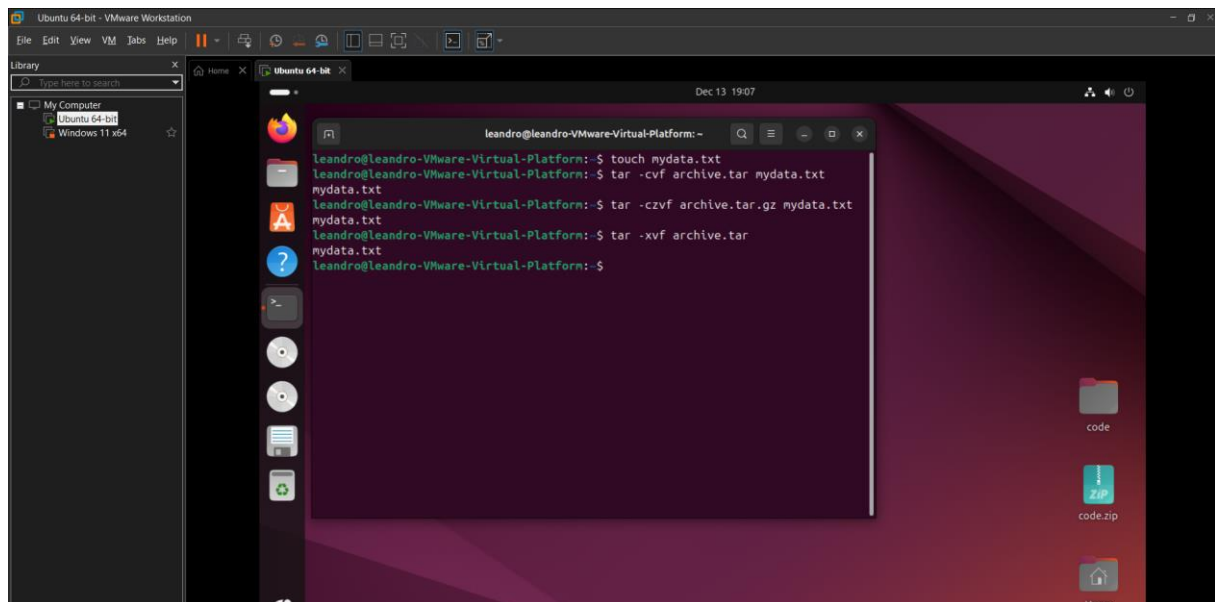 Ubuntu 64-bit - VMware Workstation
File Edit View VM Tabs Help
Library
Type here to search
My Computer
Ubuntu 64-bit
Windows 11 x64
Home
Ubuntu 64-bit
Dec 13 19:07
leandro@leandro-VMware-Virtual-Platform: ~
leandro@leandro-VMware-Virtual-Platform:~$ touch mydata.txt
leandro@leandro-VMware-Virtual-Platform:~$ tar -cvf archive.tar mydata.txt
mydata.txt
leandro@leandro-VMware-Virtual-Platform:~$ tar -czvf archive.tar.gz mydata.txt
mydata.txt
leandro@leandro-VMware-Virtual-Platform:~$ tar -xvf archive.tar
mydata.txt
leandro@leandro-VMware-Virtual-Platform:~$
code
ZIP
code.zip